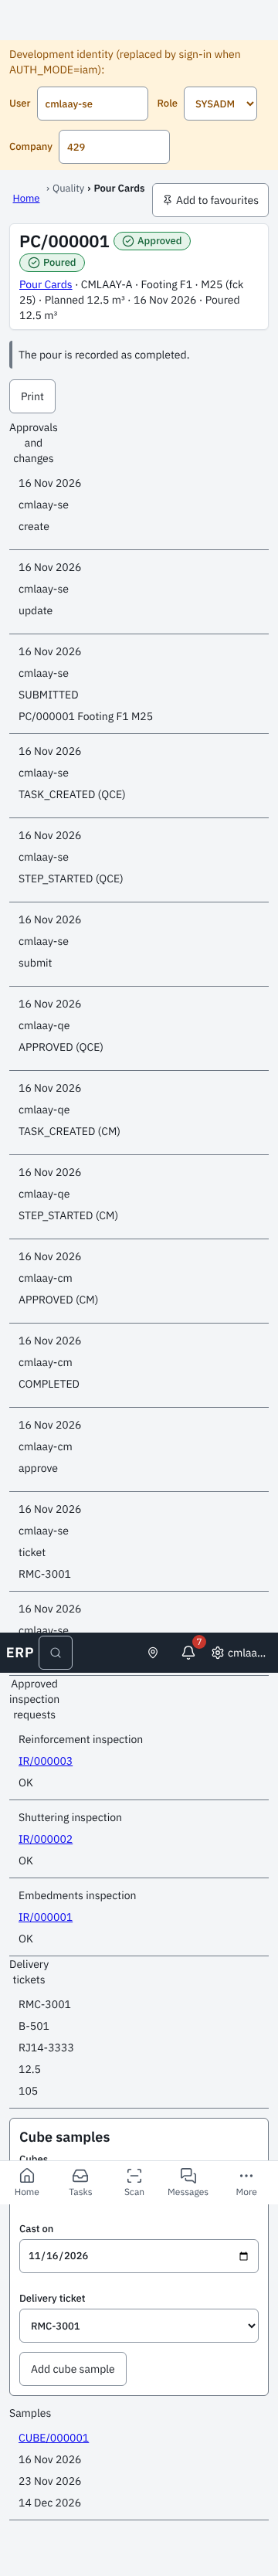 Development identity (replaced by sign-in when
AUTH_MODE=iam):
User cmlaay-se Role SYSADM
Company 429
Home › Quality › Pour Cards
Add to favourites
PC/000001 Approved
Poured
Pour Cards · CMLAAY-A · Footing F1 · M25 (fck
25) · Planned 12.5 m³ · 16 Nov 2026 · Poured
12.5 m³
The pour is recorded as completed.
Print
Approvals
and
changes
16 Nov 2026
cmlaay-se
create
16 Nov 2026
cmlaay-se
update
16 Nov 2026
cmlaay-se
SUBMITTED
PC/000001 Footing F1 M25
16 Nov 2026
cmlaay-se
TASK_CREATED (QCE)
16 Nov 2026
cmlaay-se
STEP_STARTED (QCE)
16 Nov 2026
cmlaay-se
submit
16 Nov 2026
cmlaay-qe
APPROVED (QCE)
16 Nov 2026
cmlaay-qe
TASK_CREATED (CM)
16 Nov 2026
cmlaay-qe
STEP_STARTED (CM)
16 Nov 2026
cmlaay-cm
APPROVED (CM)
16 Nov 2026
cmlaay-cm
COMPLETED
16 Nov 2026
cmlaay-cm
approve
16 Nov 2026
cmlaay-se
ticket
RMC-3001
16 Nov 2026
cmlaay-se
ERP 7 cmlaa...
Approved
inspection
requests
Reinforcement inspection
IR/000003
OK
Shuttering inspection
IR/000002
OK
Embedments inspection
IR/000001
OK
Delivery
tickets
RMC-3001
B-501
RJ14-3333
12.5
105
Cube samples
Cubes
Home Tasks Scan Messages More
Cast on
11/16/2026
Delivery ticket
RMC-3001
Add cube sample
Samples
CUBE/000001
16 Nov 2026
23 Nov 2026
14 Dec 2026